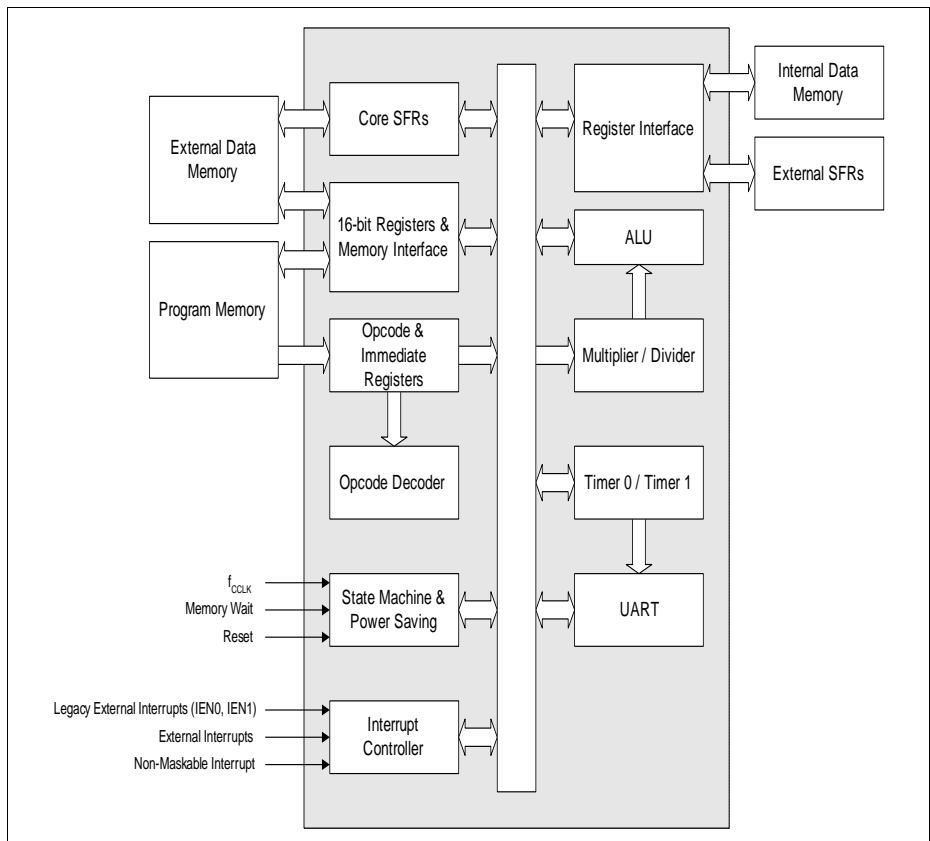 Internal Data
Memory
Core SFRs
Register Interface
External Data
Memory
External SFRs
16-bit Registers &
Memory Interface
ALU
Program Memory
Opcode &
Immediate
Registers
Multiplier / Divider
Opcode Decoder
Timer 0 / Timer 1
fCCLK
Memory Wait
Reset
State Machine &
Power Saving
UART
Legacy External Interrupts (IEN0, IEN1)
External Interrupts
Non-Maskable Interrupt
Interrupt
Controller